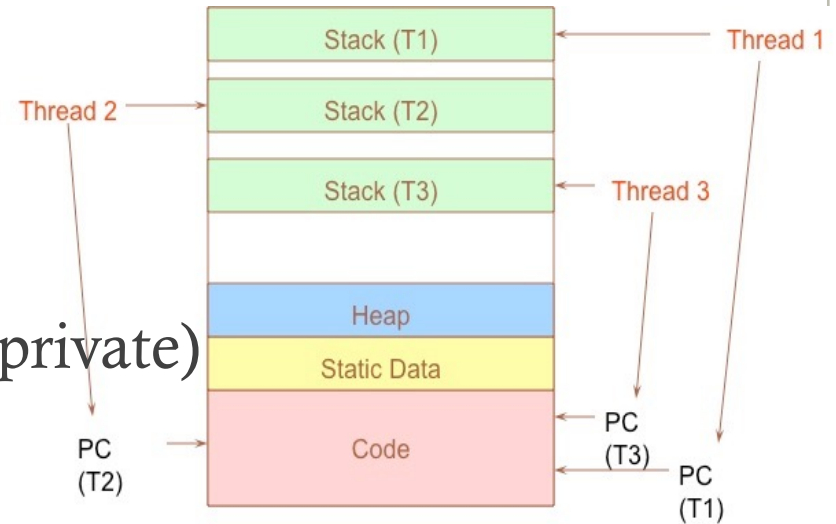 Stack (T1)
Thread 1
Thread 2
Stack (T2)
Stack (T3)
Thread 3
Heap
private)
Static Data
PC
(T2)
Code
PC
(T3)
PC
(T1)